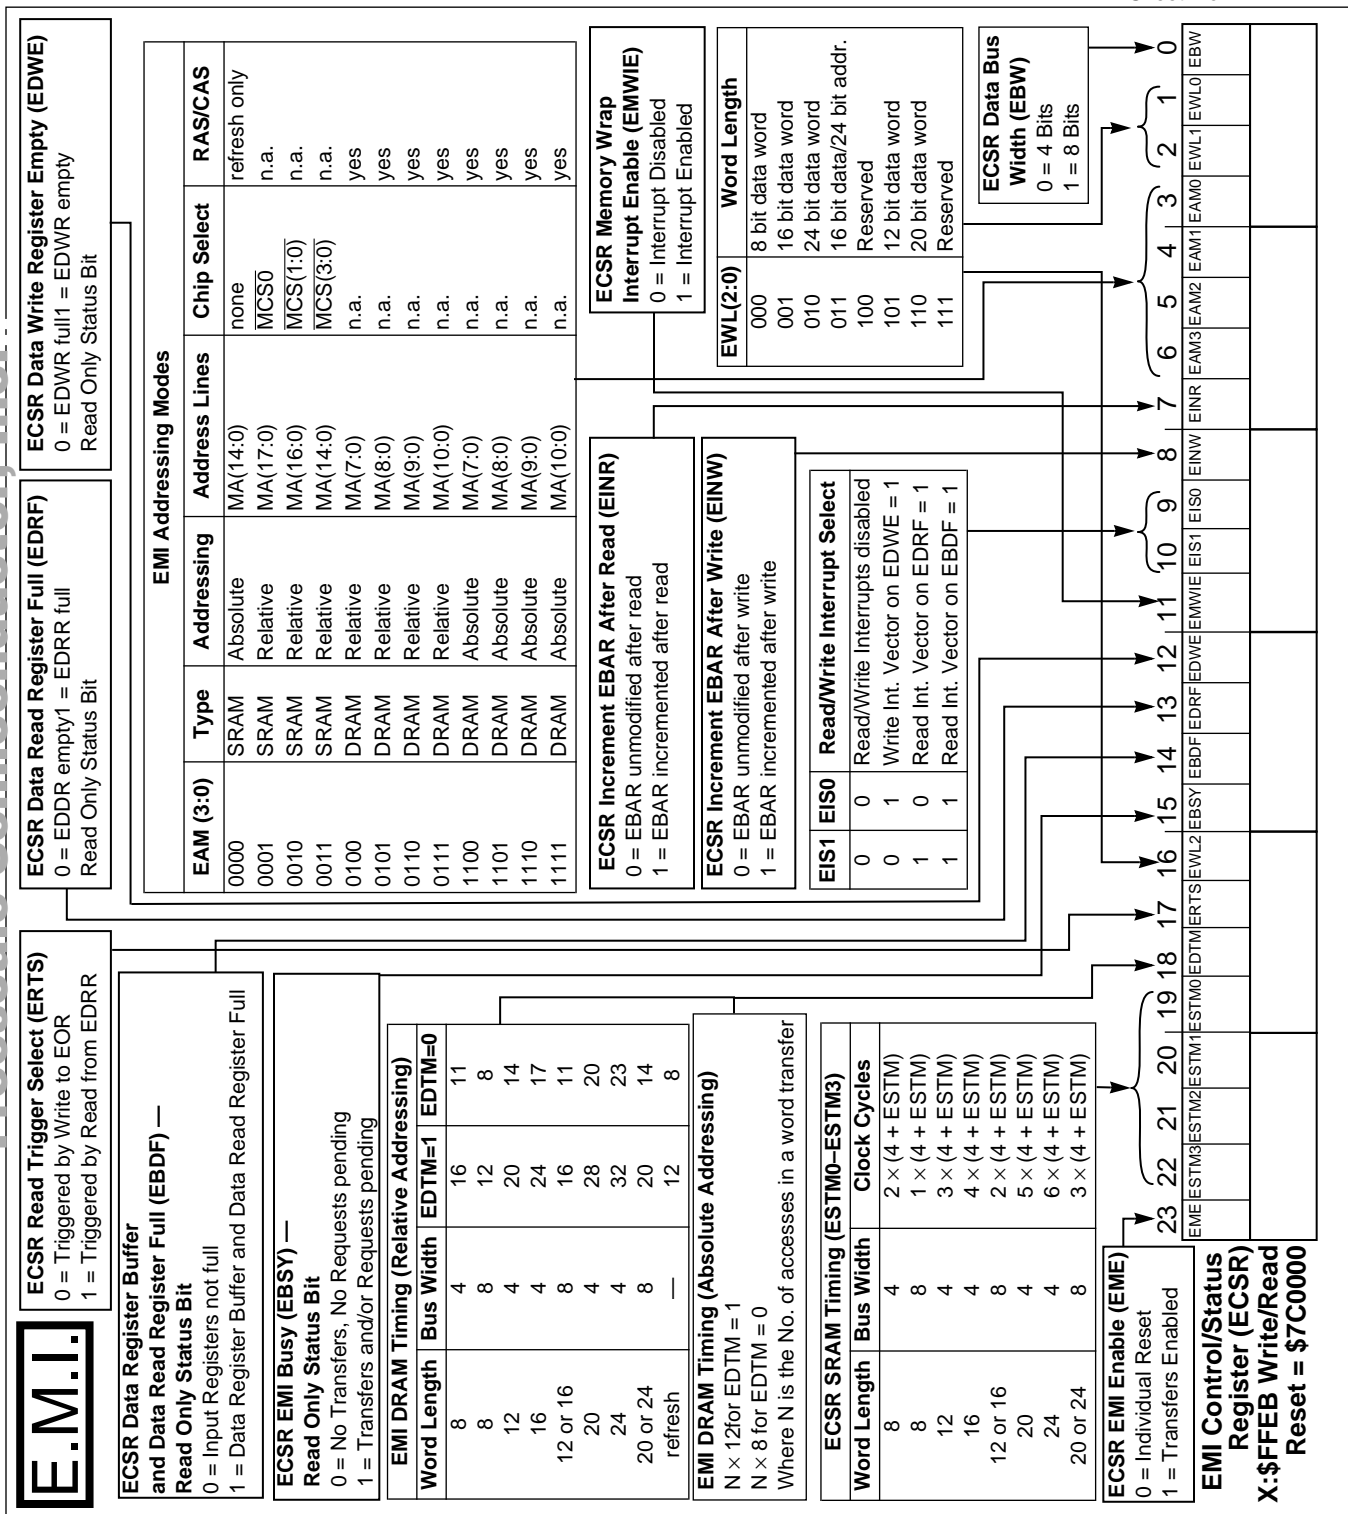 E.M.I.
ECSR Read Trigger Select (ERTS)
0 = Triggered by Write to EOR
1 = Triggered by Read from EDRR
ECSR Data Read Register Full (EDRF)
0 = EDDR empty1 = EDRR full
Read Only Status Bit
ECSR Data Write Register Empty (EDWE)
0 = EDWR full1 = EDWR empty
Read Only Status Bit
ECSR Data Register Buffer
and Data Read Register Full (EBDF) —
Read Only Status Bit
0 = Input Registers not full
1 = Data Register Buffer and Data Read Register Full
ECSR EMI Busy (EBSY) —
Read Only Status Bit
0 = No Transfers, No Requests pending
1 = Transfers and/or Requests pending
EMI DRAM Timing (Relative Addressing)
Word Length Bus Width EDTM=1 EDTM=0
8 4 16 11
8 8 12 8
12 4 20 14
16 4 24 17
12 or 16 8 16 11
20 4 28 20
24 4 32 23
20 or 24 8 20 14
refresh — 12 8
EMI DRAM Timing (Absolute Addressing)
N × 12for EDTM = 1
N × 8 for EDTM = 0
Where N is the No. of accesses in a word transfer
ECSR SRAM Timing (ESTM0–ESTM3)
Word Length Bus Width Clock Cycles
8 4 2 × (4 + ESTM)
8 8 1 × (4 + ESTM)
12 4 3 × (4 + ESTM)
16 4 4 × (4 + ESTM)
12 or 16 8 2 × (4 + ESTM)
20 4 5 × (4 + ESTM)
24 4 6 × (4 + ESTM)
20 or 24 8 3 × (4 + ESTM)
ECSR EMI Enable (EME)
0 = Individual Reset
1 = Transfers Enabled
EMI Addressing Modes
EAM (3:0) Type Addressing Address Lines Chip Select RAS/CAS
0000 SRAM Absolute MA(14:0) none refresh only
0001 SRAM Relative MA(17:0) MCS0 n.a.
0010 SRAM Relative MA(16:0) MCS(1:0) n.a.
0011 SRAM Relative MA(14:0) MCS(3:0) n.a.
0100 DRAM Relative MA(7:0) n.a. yes
0101 DRAM Relative MA(8:0) n.a. yes
0110 DRAM Relative MA(9:0) n.a. yes
0111 DRAM Relative MA(10:0) n.a. yes
1100 DRAM Absolute MA(7:0) n.a. yes
1101 DRAM Absolute MA(8:0) n.a. yes
1110 DRAM Absolute MA(9:0) n.a. yes
1111 DRAM Absolute MA(10:0) n.a. yes
ECSR Increment EBAR After Read (EINR)
0 = EBAR unmodified after read
1 = EBAR incremented after read
ECSR Increment EBAR After Write (EINW)
0 = EBAR unmodified after write
1 = EBAR incremented after write
EIS1 EIS0 Read/Write Interrupt Select
0 0 Read/Write Interrupts disabled
0 1 Write Int. Vector on EDWE = 1
1 0 Read Int. Vector on EDRF = 1
1 1 Read Int. Vector on EBDF = 1
ECSR Memory Wrap
Interrupt Enable (EMWIE)
0 = Interrupt Disabled
1 = Interrupt Enabled
EWL(2:0) Word Length
000 8 bit data word
001 16 bit data word
010 24 bit data word
011 16 bit data/24 bit addr.
100 Reserved
101 12 bit data word
110 20 bit data word
111 Reserved
ECSR Data Bus
Width (EBW)
0 = 4 Bits
1 = 8 Bits
23 22 21 20 19 18 17 16 15 14 13 12 11 10 9 8 7 6 5 4 3 2 1 0
EME ESTM3 ESTM2 ESTM1 ESTM0 EDTM ERTS EWL2 EBSY EBDF EDRF EDWE EMWIE EIS1 EIS0 EINW EINR EAM3 EAM2 EAM1 EAM0 EWL1 EWL0 EBW
EMI Control/Status
Register (ECSR)
X:$FFEB Write/Read
Reset = $7C0000